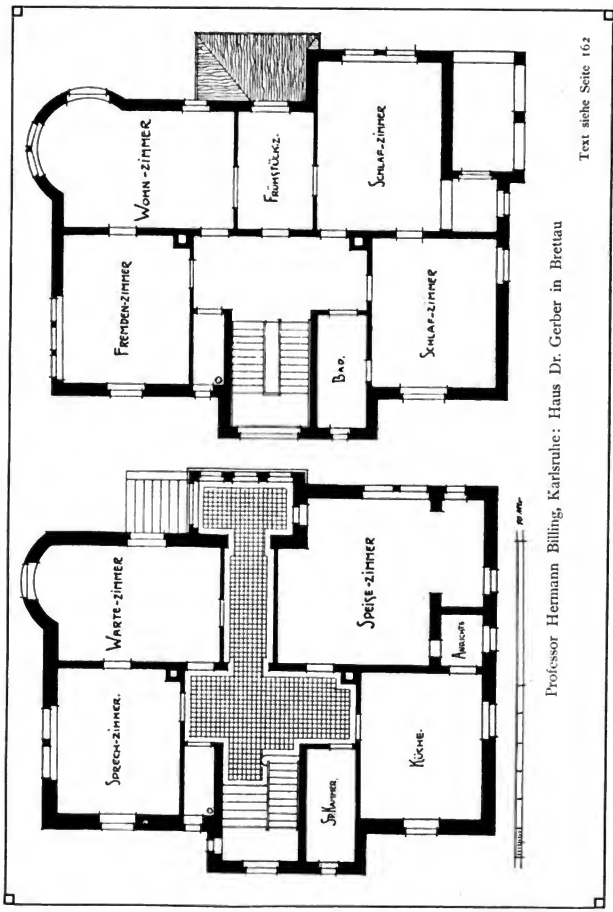 SPRECH-ZIMMER.
WARTE-ZIMMER
SP.KAMMER.
KÜCHE.
ANRICHTE
SPEISE-ZIMMER
FREMDEN-ZIMMER
WOHN-ZIMMER
FRÜHSTÜCKZ.
BAD.
SCHLAF-ZIMMER
SCHLAF-ZIMMER
Professor Hermann Billing, Karlsruhe: Haus Dr. Gerber in Brettau
Text siehe Seite 162